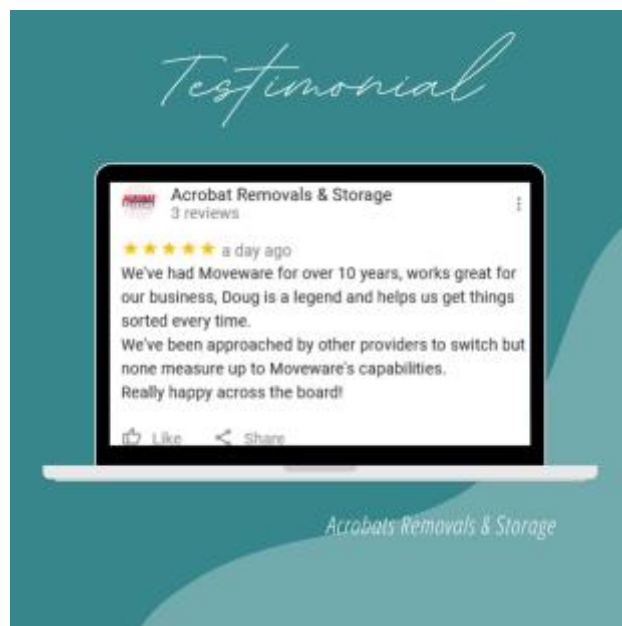 Testimonial
Acrobat Removals & Storage
3 reviews
a day ago
We've had Moveware for over 10 years, works great for
our business, Doug is a legend and helps us get things
sorted every time.
We've been approached by other providers to switch but
none measure up to Moveware's capabilities.
Really happy across the board!
Like Share
Acrobats Removals & Storage